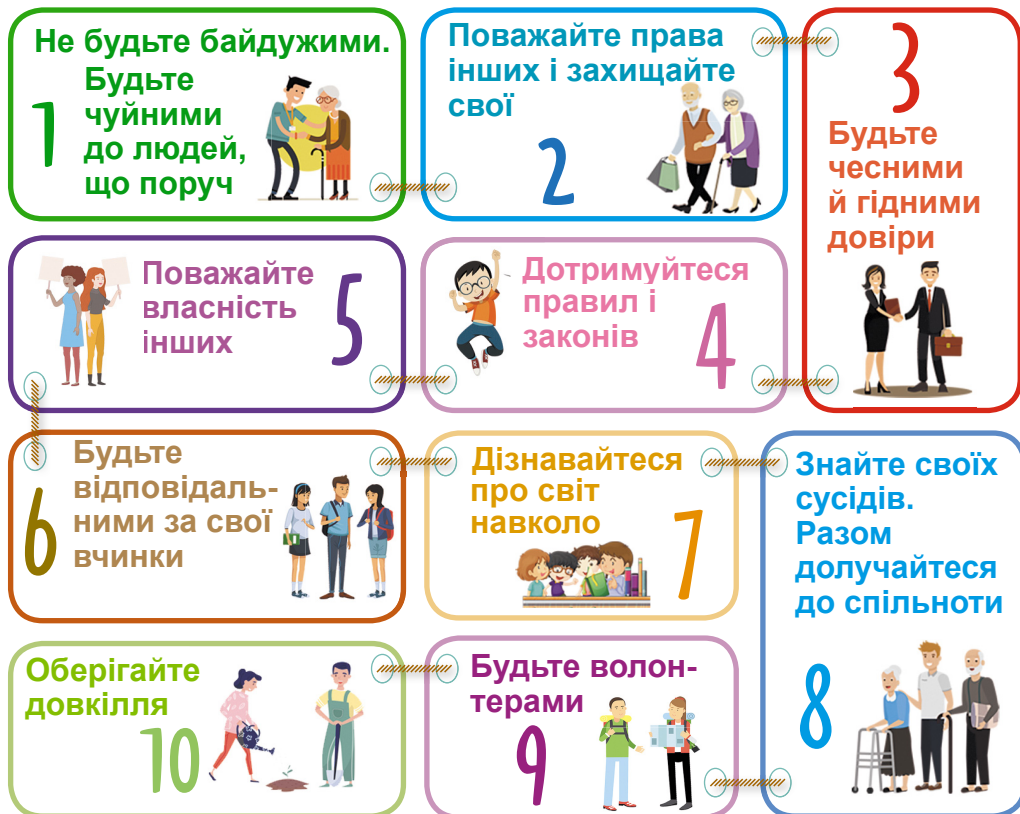 Не будьте байдужими.
1
Будьте
чуйними
до людей,
що поруч
Поважайте права
інших і захищайте
свої
2
3
Будьте
чесними
й гідними
довіри
Дотримуйтеся
правил і
законів
4
Поважайте
власність
інших
5
6
Будьте
відповідаль-
ними за свої
вчинки
Дізнавайтеся
про світ
навколо
7
Знайте своїх
сусідів.
Разом
долучайтеся
до спільноти
8
Будьте волон-
терами
9
Оберігайте
довкілля
10